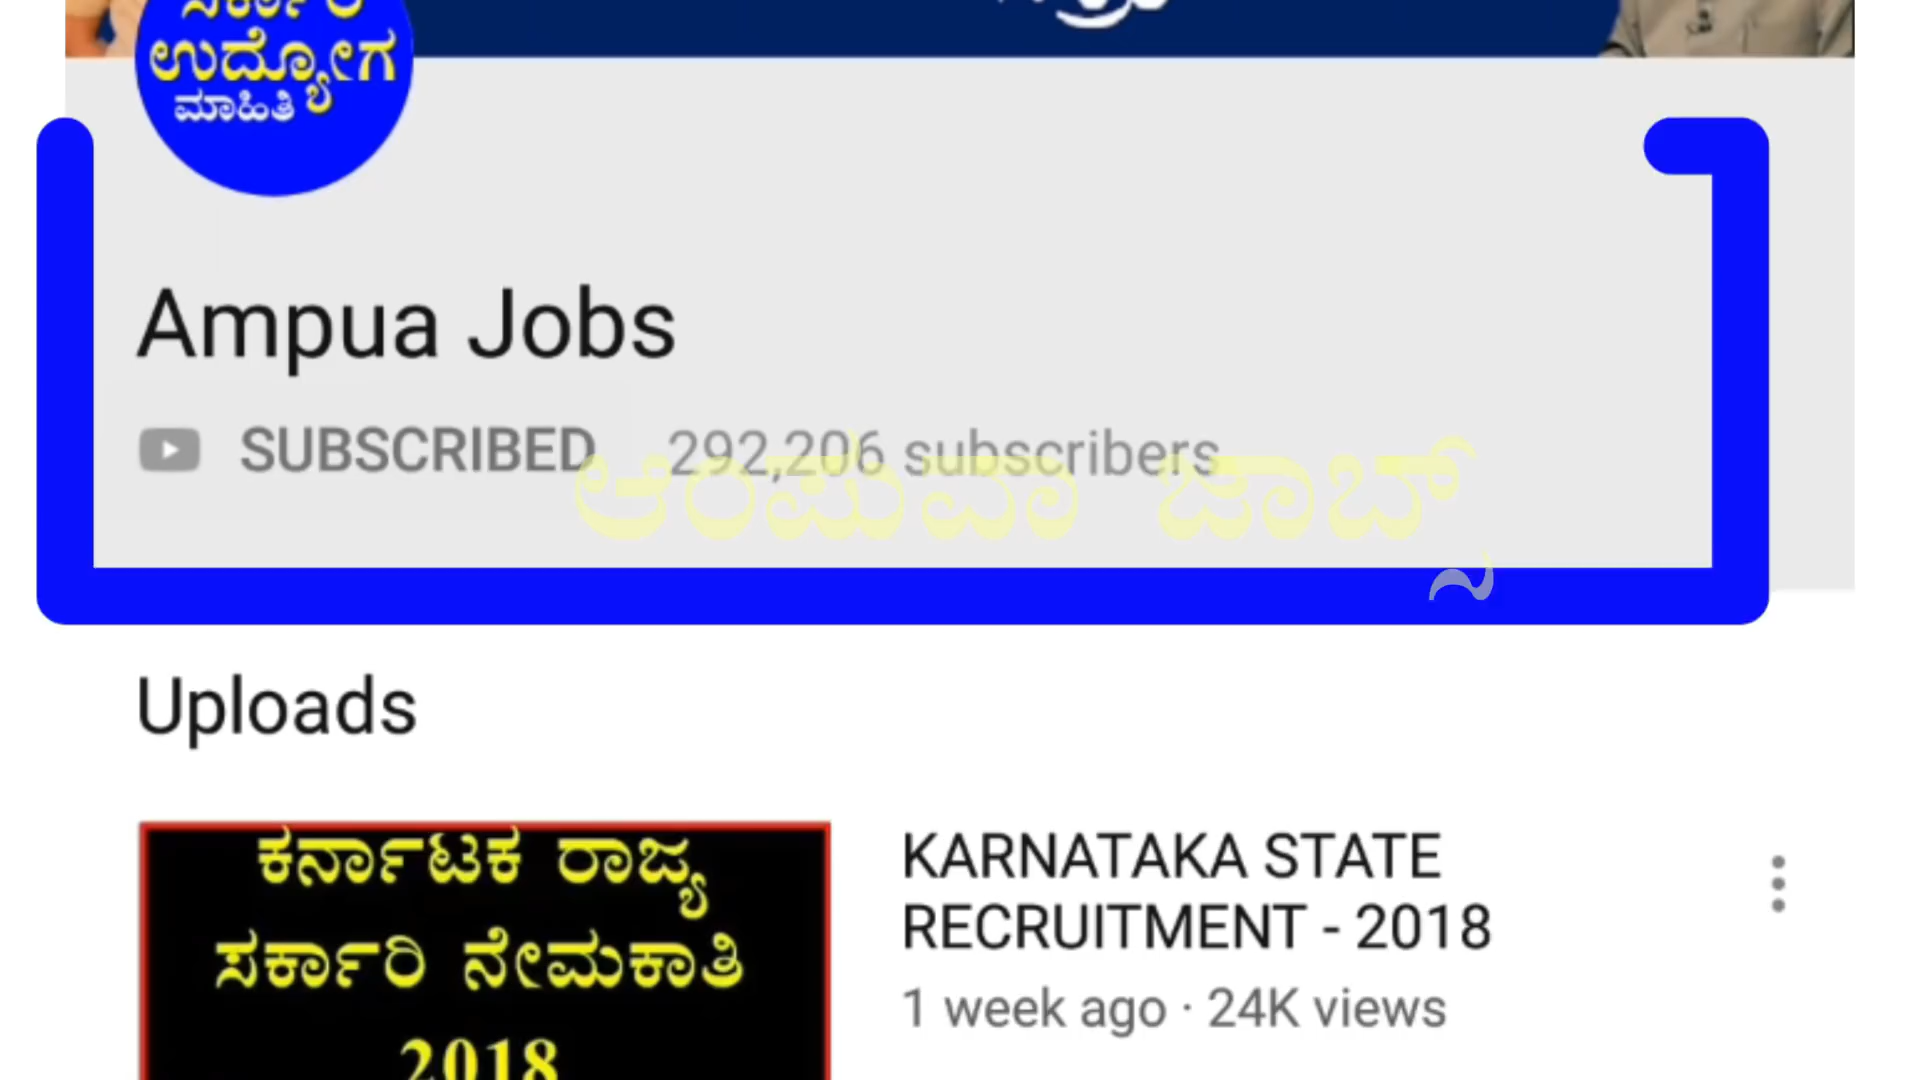 ಸರ್ಕಾರಿ
ಉದ್ಯೋಗ
ಮಾಹಿತಿ
Ampua Jobs
SUBSCRIBED 292,206 subscribers
ಆಂಪುವಾ ಜಾಬ್ಸ್
Uploads
ಕರ್ನಾಟಕ ರಾಜ್ಯ
ಸರ್ಕಾರಿ ನೇಮಕಾತಿ
2018
KARNATAKA STATE
RECRUITMENT - 2018
1 week ago · 24K views